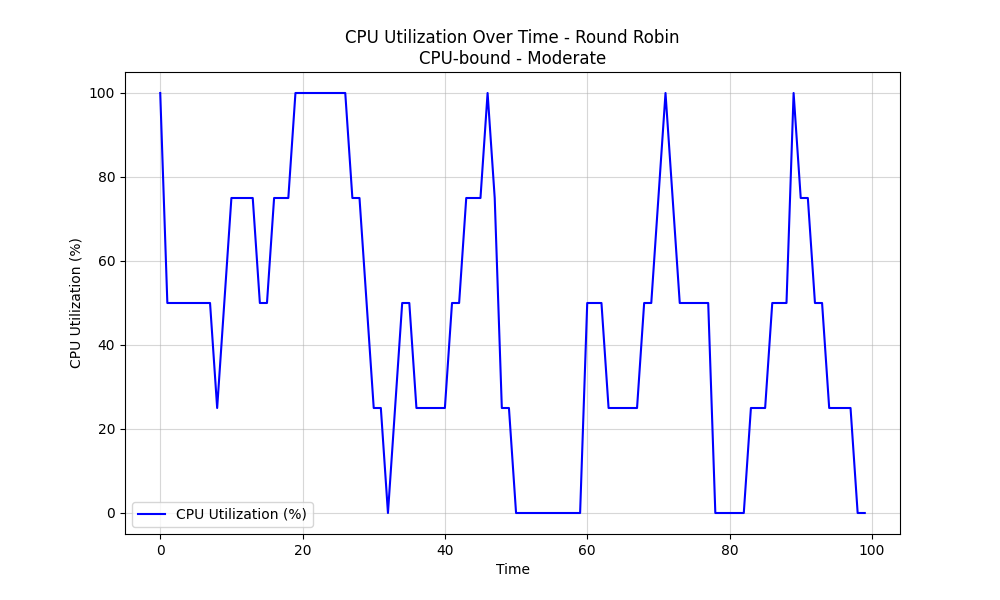 CPU Utilization Over Time - Round Robin
CPU-bound - Moderate
CPU Utilization (%)
100
80
60
40
20
0
CPU Utilization (%)
0 20 40 60 80 100
Time